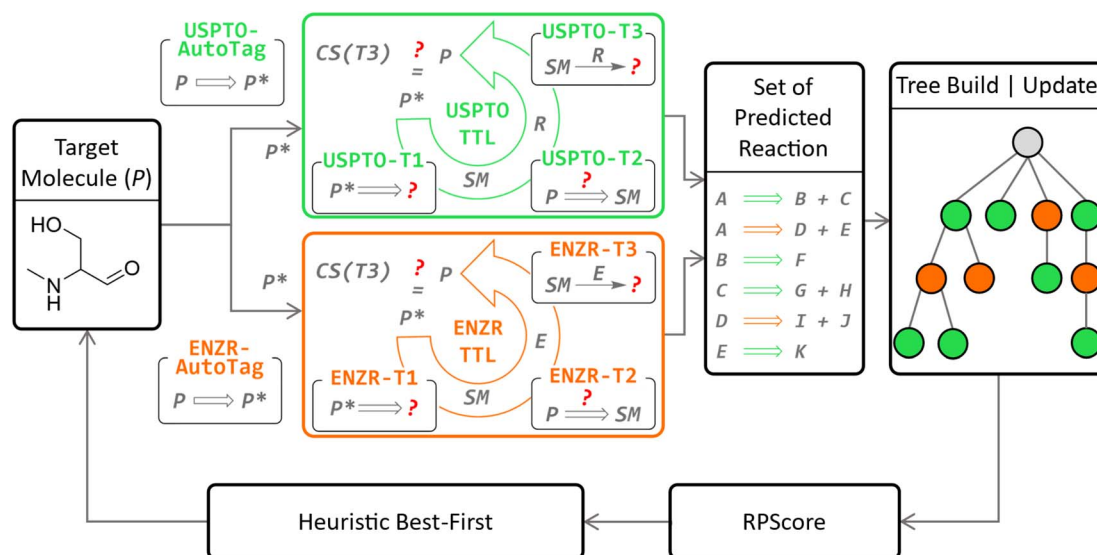 USPTO-
AutoTag
P ⟹ P*
Target
Molecule (P)
HO
N
H
O
P*
P*
ENZR-
AutoTag
P ⟹ P*
CS(T3) ? = P*
P
USPTO-T3
SM R→ ?
USPTO
TTL
R
USPTO-T1
P* ⟹ ?
SM
USPTO-T2
?
P ⟹ SM
CS(T3) ? = P*
P
ENZR-T3
SM E→ ?
ENZR
TTL
E
ENZR-T1
P* ⟹ ?
SM
ENZR-T2
?
P ⟹ SM
Set of
Predicted
Reaction
A ⟹ B + C
A ⟹ D + E
B ⟹ F
C ⟹ G + H
D ⟹ I + J
E ⟹ K
Tree Build | Update
Heuristic Best-First
RPScore